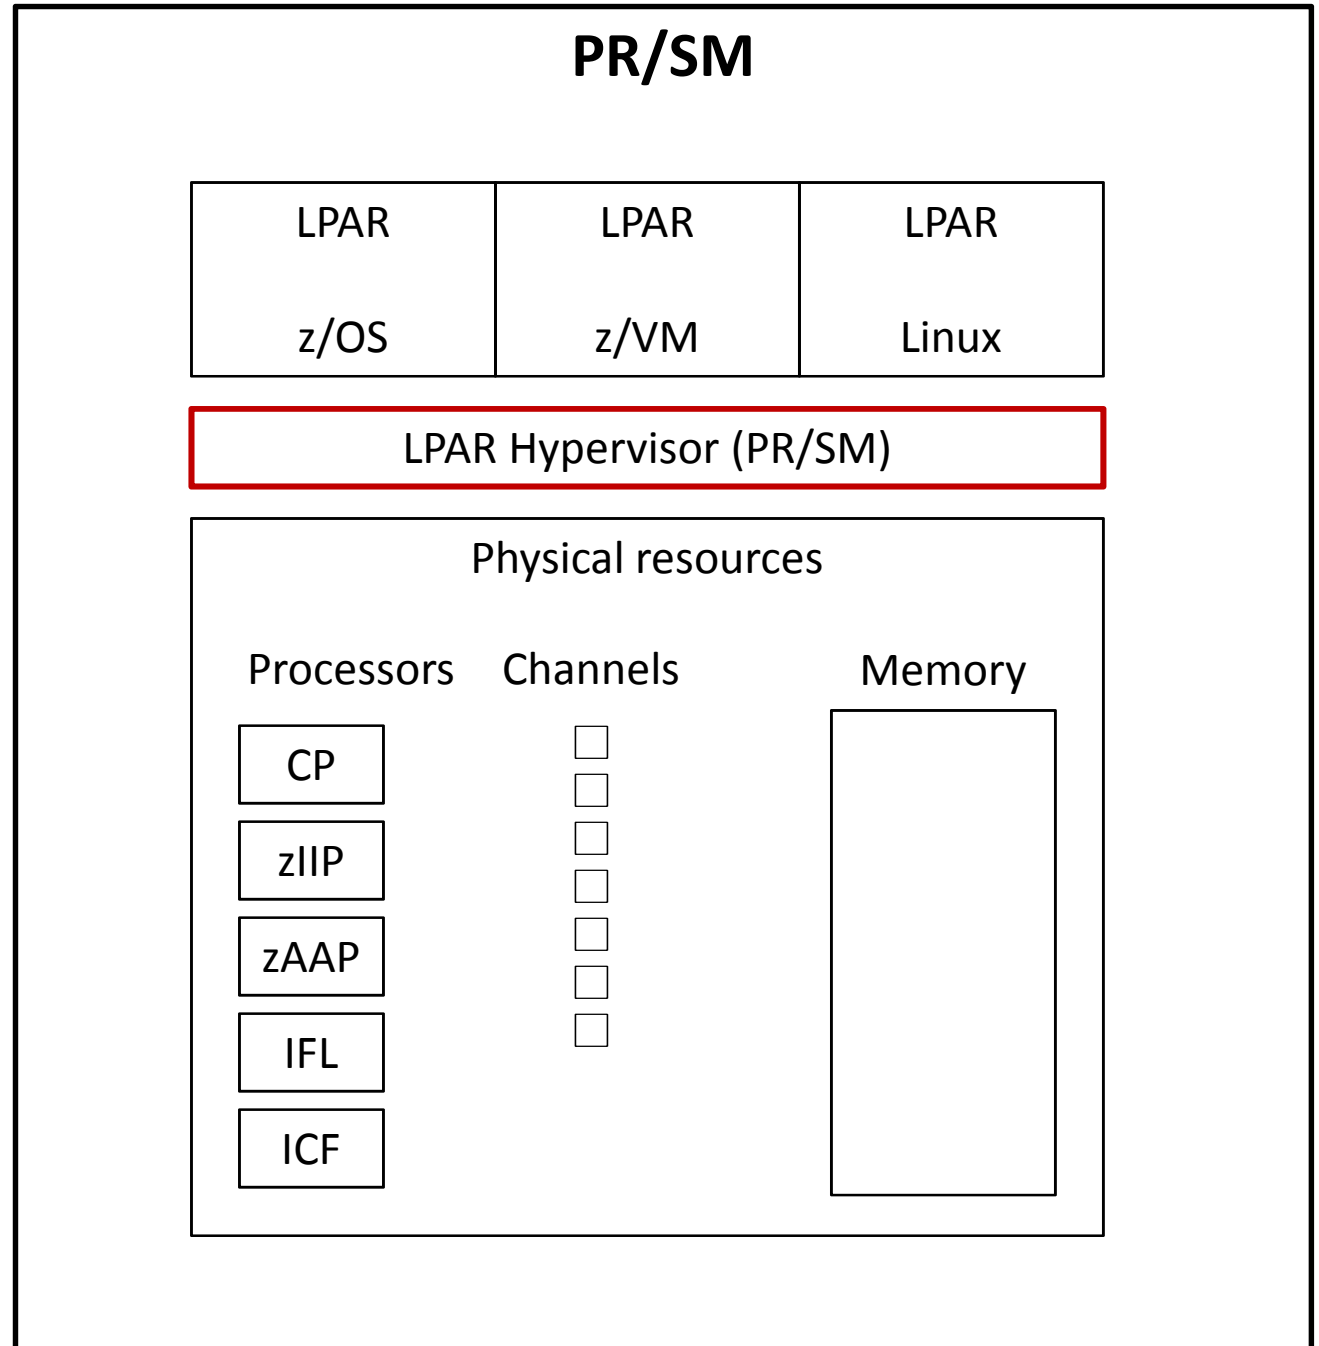 PR/SM
LPAR LPAR LPAR
z/OS z/VM Linux
LPAR Hypervisor (PR/SM)
Physical resources
Processors Channels Memory
CP
zIIP
zAAP
IFL
ICF